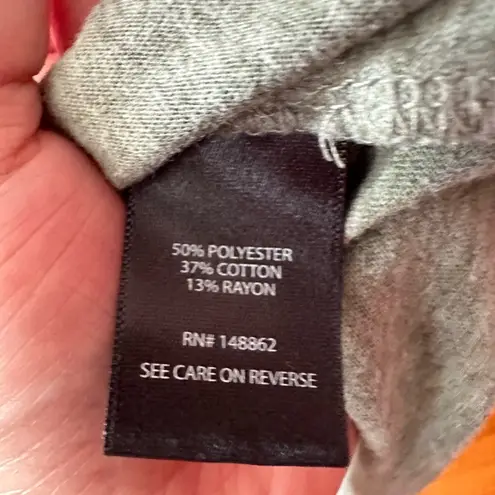 50% POLYESTER
37% COTTON
13% RAYON
RN# 148862
SEE CARE ON REVERSE